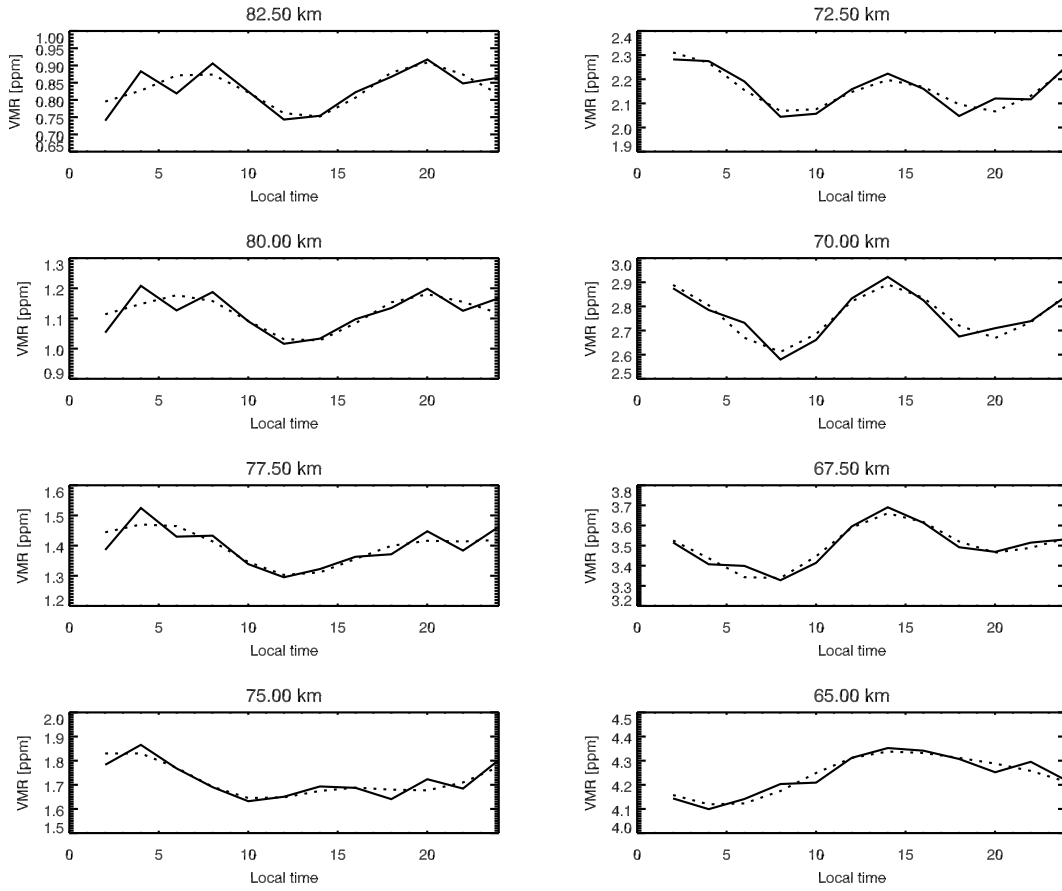 82.50 km
VMR [ppm]
1.00
0.95
0.90
0.85
0.80
0.75
0.70
0.65
0 5 10 15 20
Local time
72.50 km
VMR [ppm]
2.4
2.3
2.2
2.1
2.0
1.9
0 5 10 15 20
Local time
80.00 km
VMR [ppm]
1.3
1.2
1.1
1.0
0.9
0 5 10 15 20
Local time
70.00 km
VMR [ppm]
3.0
2.9
2.8
2.7
2.6
2.5
0 5 10 15 20
Local time
77.50 km
VMR [ppm]
1.6
1.5
1.4
1.3
1.2
0 5 10 15 20
Local time
67.50 km
VMR [ppm]
3.8
3.7
3.6
3.5
3.4
3.3
3.2
0 5 10 15 20
Local time
75.00 km
VMR [ppm]
2.0
1.9
1.8
1.7
1.6
1.5
0 5 10 15 20
Local time
65.00 km
VMR [ppm]
4.5
4.4
4.3
4.2
4.1
4.0
0 5 10 15 20
Local time